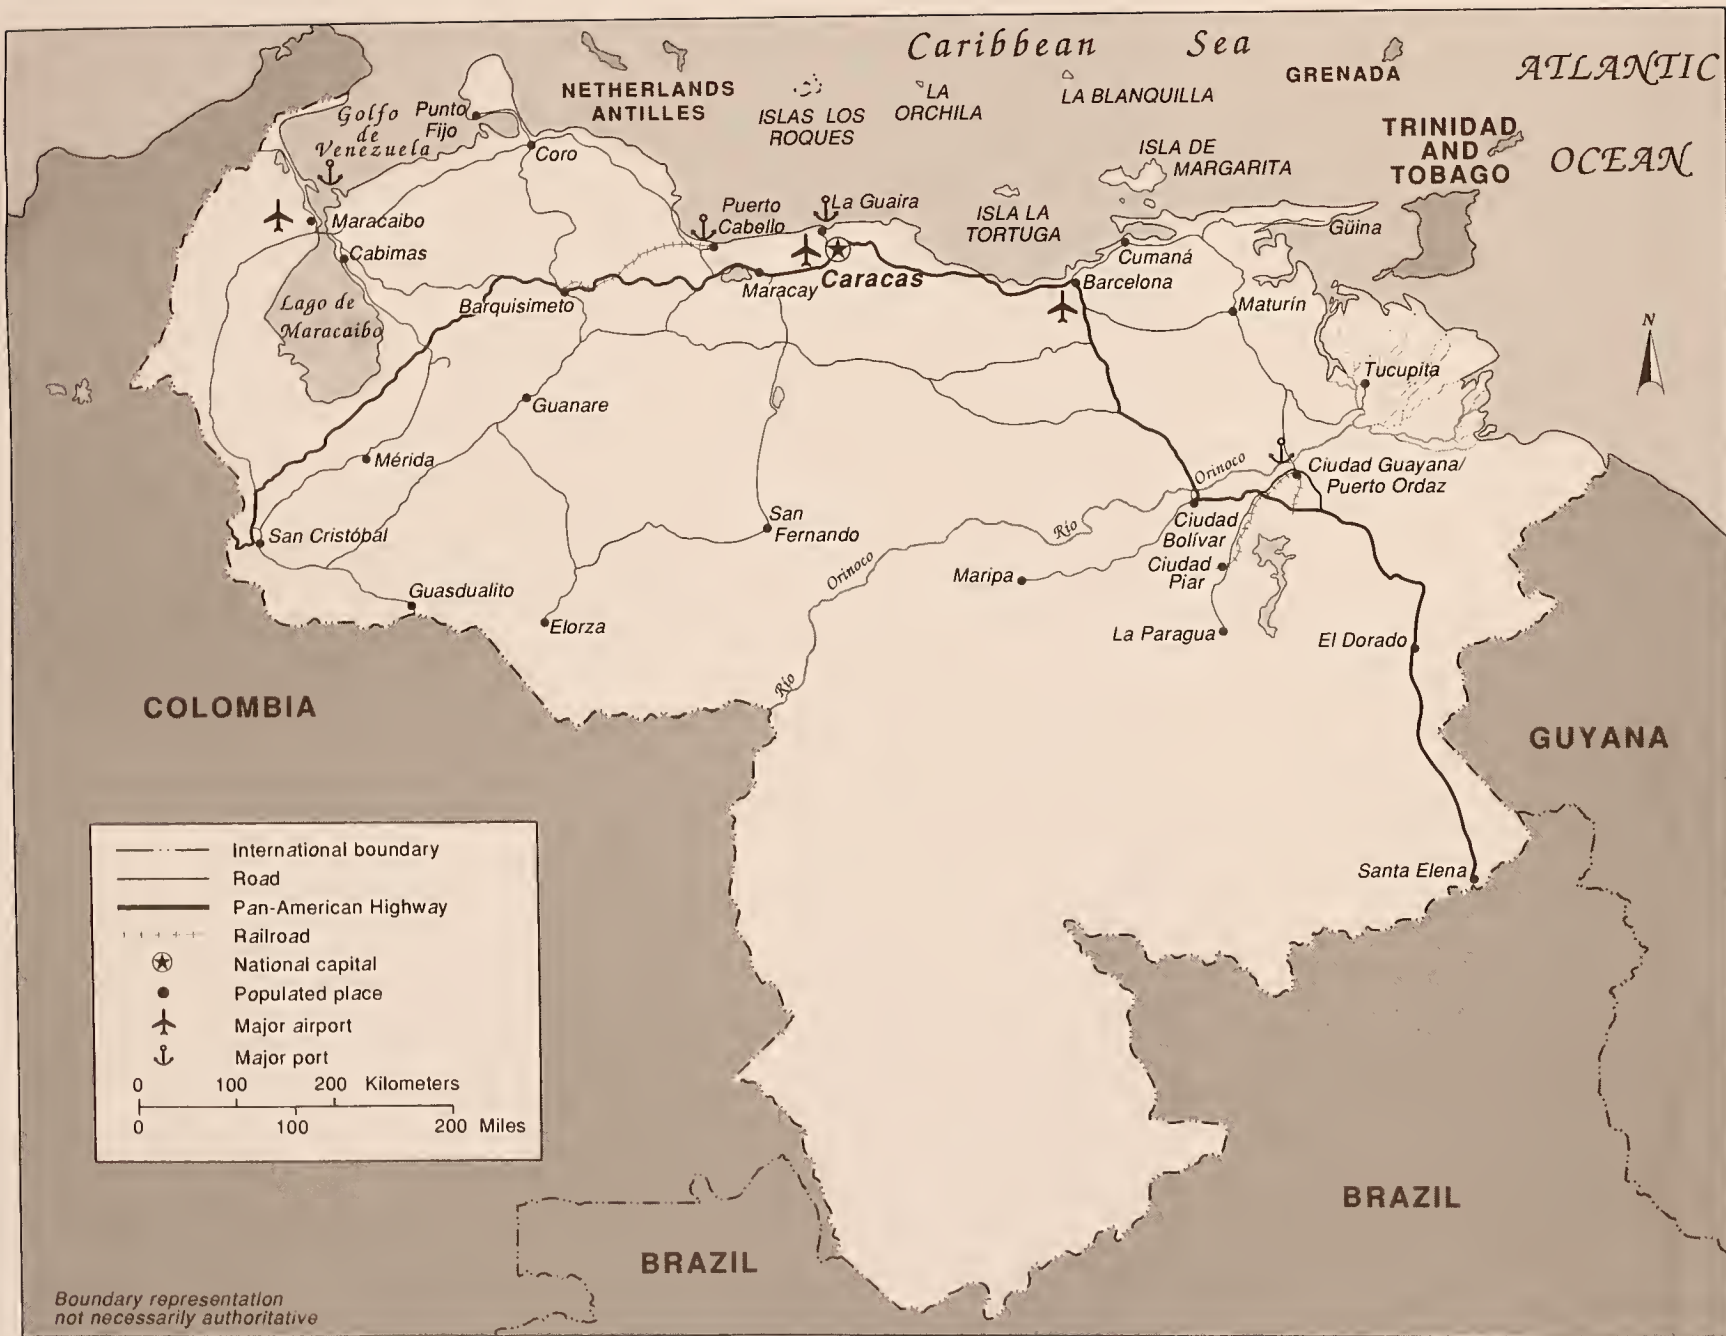 Caribbean Sea
ATLANTIC
OCEAN
NETHERLANDS
ANTILLES
ISLAS LOS
ROQUES
LA
ORCHILA
LA BLANQUILLA
GRENADA
TRINIDAD
AND
TOBAGO
ISLA DE
MARGARITA
ISLA LA
TORTUGA
Golfo
de
Venezuela
Punto
Fijo
Coro
Maracaibo
Cabimas
Lago de
Maracaibo
Puerto
Cabello
La Guaira
Caracas
Maracay
Barquisimeto
Cumaná
Güina
Barcelona
Maturín
N
Tucupita
Guanare
Mérida
San Cristóbal
San
Fernando
Guasdualito
Elorza
Orinoco
Río
Orinoco
Río
Ciudad Guayana/
Puerto Ordaz
Ciudad
Bolívar
Ciudad
Piar
Maripa
La Paragua
El Dorado
Santa Elena
COLOMBIA
GUYANA
BRAZIL
BRAZIL
International boundary
Road
Pan-American Highway
Railroad
National capital
Populated place
Major airport
Major port
0 100 200 Kilometers
0 100 200 Miles
Boundary representation
not necessarily authoritative